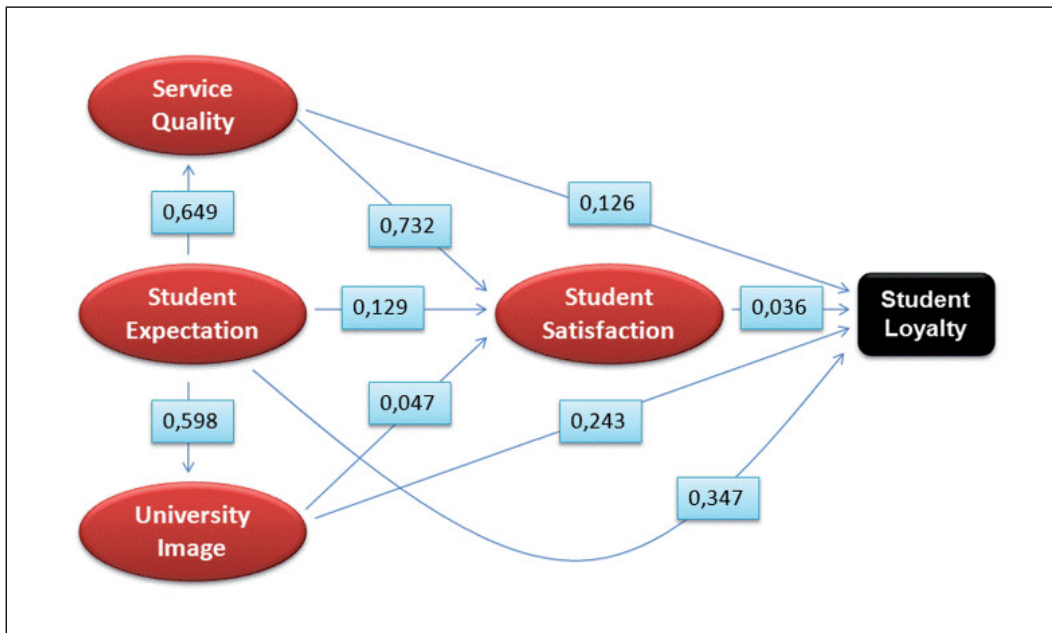 Service
Quality
0,649
0,732
0,126
Student
Expectation
0,129
Student
Satisfaction
0,036
Student
Loyalty
0,598
0,047
0,243
0,347
University
Image